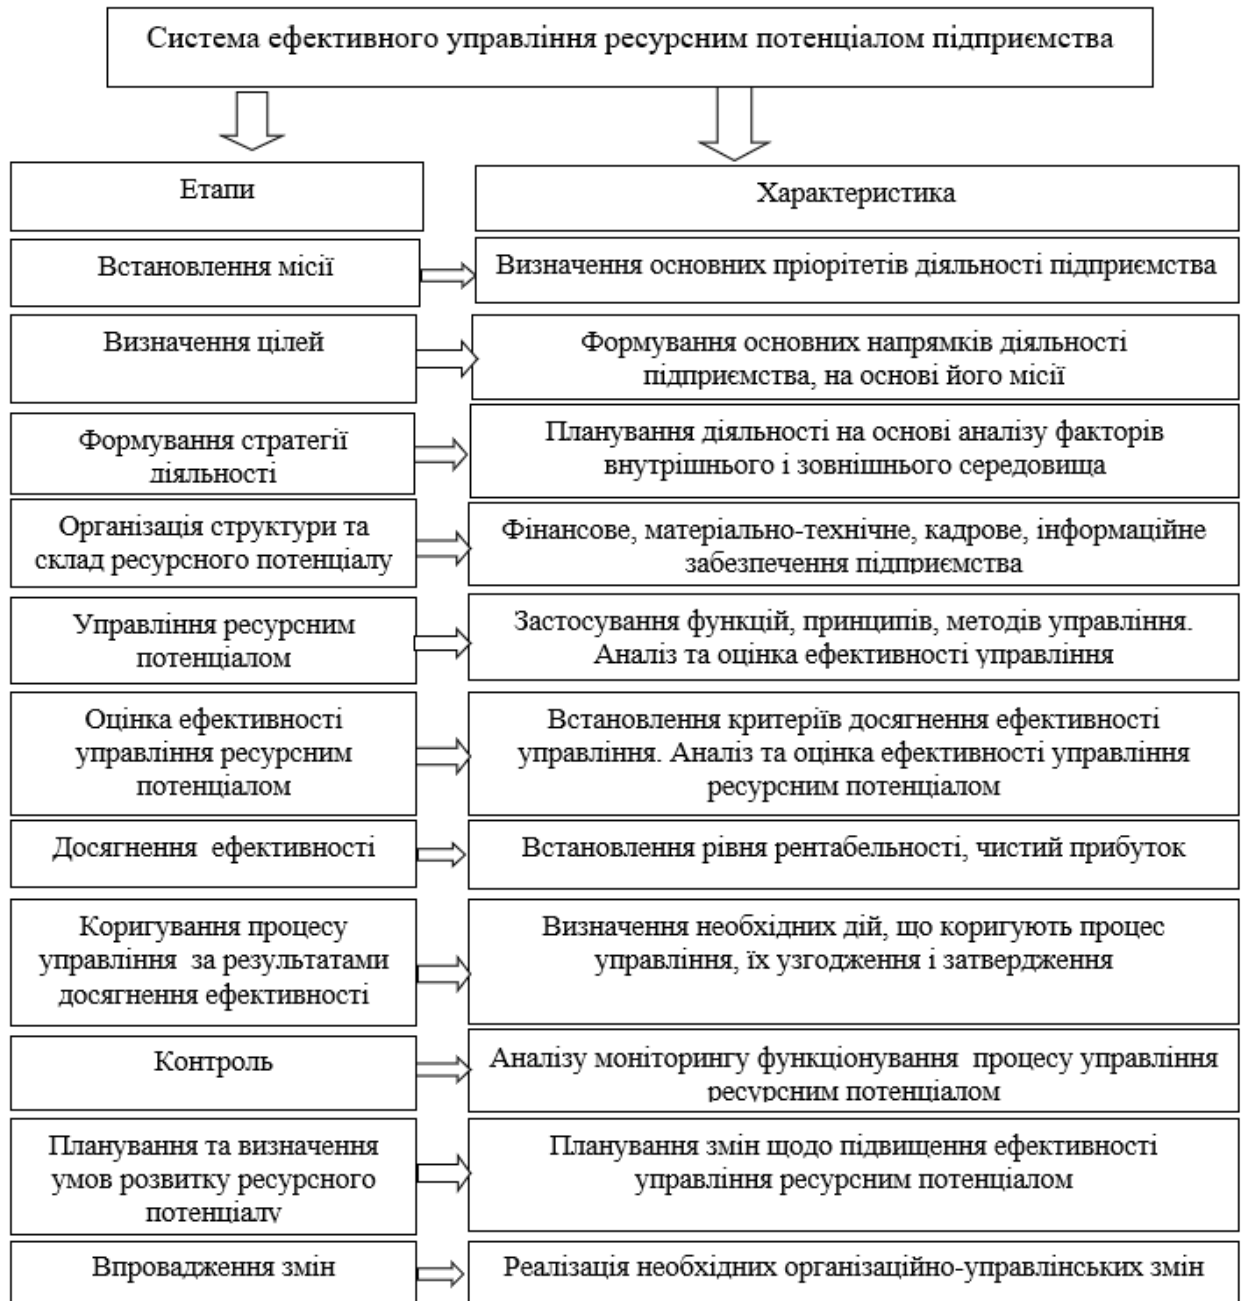 Система ефективного управління ресурсним потенціалом підприємства
Етапи
Характеристика
Встановлення місії
Визначення основних пріорітетів діяльності підприємства
Визначення цілей
Формування основних напрямків діяльності
підприємства, на основі його місії
Формування стратегії
діяльності
Планування діяльності на основі аналізу факторів
внутрішнього і зовнішнього середовища
Організація структури та
склад ресурсного потенціалу
Фінансове, матеріально-технічне, кадрове, інформаційне
забезпечення підприємства
Управління ресурсним
потенціалом
Застосування функцій, принципів, методів управління.
Аналіз та оцінка ефективності управління
Оцінка ефективності
управління ресурсним
потенціалом
Встановлення критеріїв досягнення ефективності
управління. Аналіз та оцінка ефективності управління
ресурсним потенціалом
Досягнення ефективності
Встановлення рівня рентабельності, чистий прибуток
Коригування процесу
управління за результатами
досягнення ефективності
Визначення необхідних дій, що коригують процес
управління, їх узгодження і затвердження
Контроль
Аналізу моніторингу функціонування процесу управління
ресурсним потенціалом
Планування та визначення
умов розвитку ресурсного
потенціалу
Планування змін щодо підвищення ефективності
управління ресурсним потенціалом
Впровадження змін
Реалізація необхідних організаційно-управлінських змін